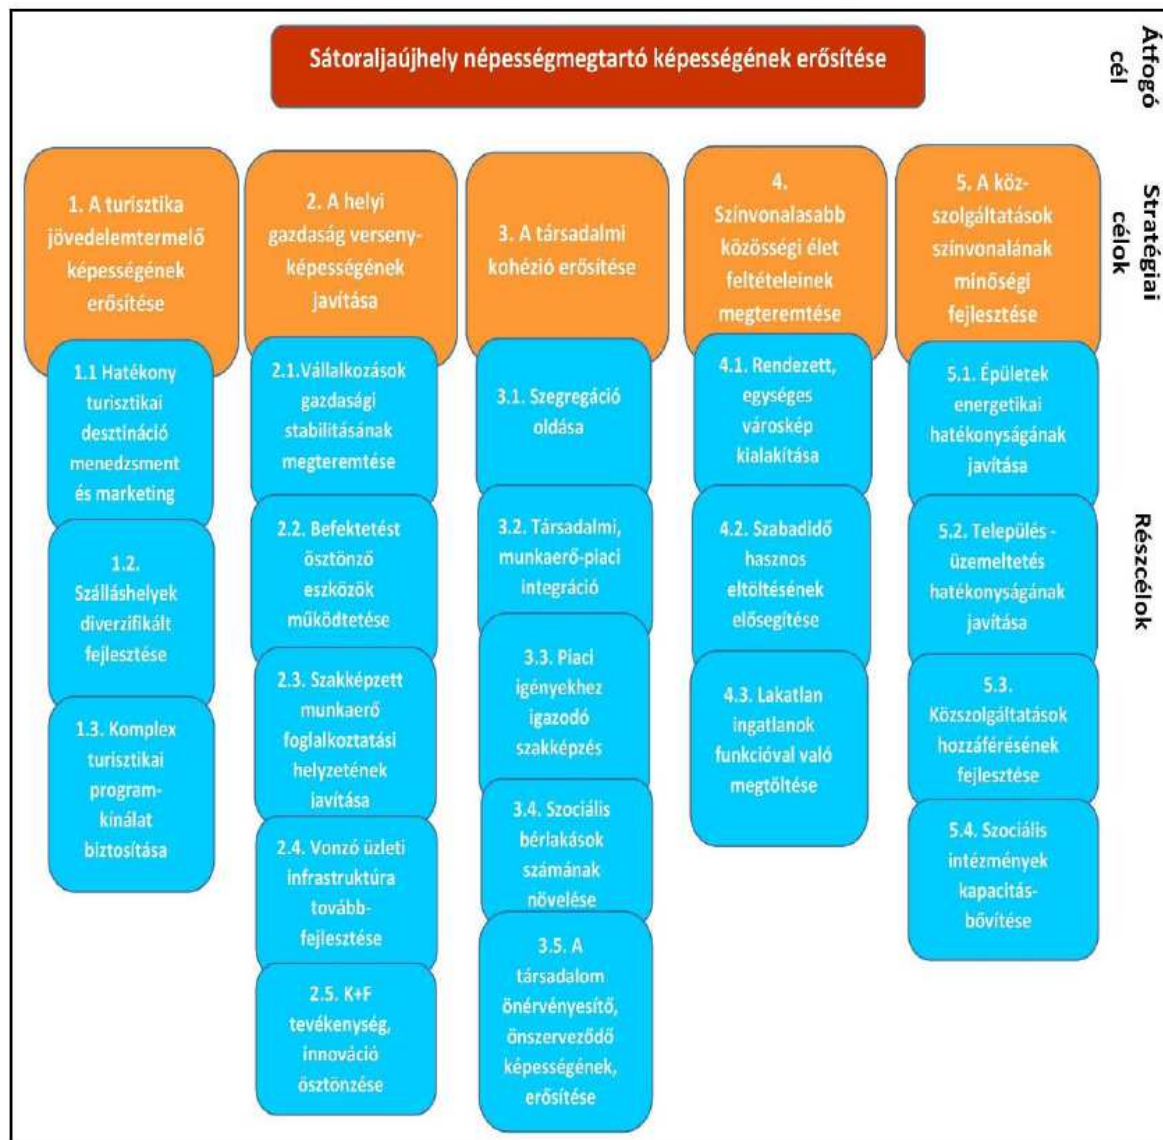 Sátoraljaújhely népességmegtartó képességének erősítése
Átfogó
cél
1. A turisztika
jövedelemtermelő
képességének
erősítése
2. A helyi
gazdaság verseny-
képességének
javítása
3. A társadalmi
kohézió erősítése
4.
Színvonalasabb
közösségi élet
feltételeinek
megteremtése
5. A köz-
szolgáltatások
színvonalának
minőségi
fejlesztése
Stratégiai
célok
1.1 Hatékony
turisztikai
desztináció
menedzsment
és marketing
1.2.
Szálláshelyek
diverzifikált
fejlesztése
1.3. Komplex
turisztikai
program-
kínálat
biztosítása
2.1.Vállalkozások
gazdasági
stabilitásának
megteremtése
2.2. Befektetést
ösztönző
eszközök
működtetése
2.3. Szakképzett
munkaerő
foglalkoztatási
helyzetének
javítása
2.4. Vonzó üzleti
infrastruktúra
tovább-
fejlesztése
2.5. K+F
tevékenység,
innováció
ösztönzése
3.1. Szegregáció
oldása
3.2. Társadalmi,
munkaerő-piaci
integráció
3.3. Piaci
igényekhez
igazodó
szakképzés
3.4. Szociális
bérlakások
számának
növelése
3.5. A
társadalom
önérvényesítő,
önszerveződő
képességének,
erősítése
4.1. Rendezett,
egységes
városkép
kialakítása
4.2. Szabadidő
hasznos
eltöltésének
elősegítése
4.3. Lakatlan
ingatlanok
funkcióval való
megtöltése
5.1. Épületek
energetikai
hatékonyságának
javítása
5.2. Település -
üzemeltetés
hatékonyságának
javítása
5.3.
Közszolgáltatások
hozzáférésének
fejlesztése
5.4. Szociális
intézmények
kapacitás-
bővítése
Részcélok